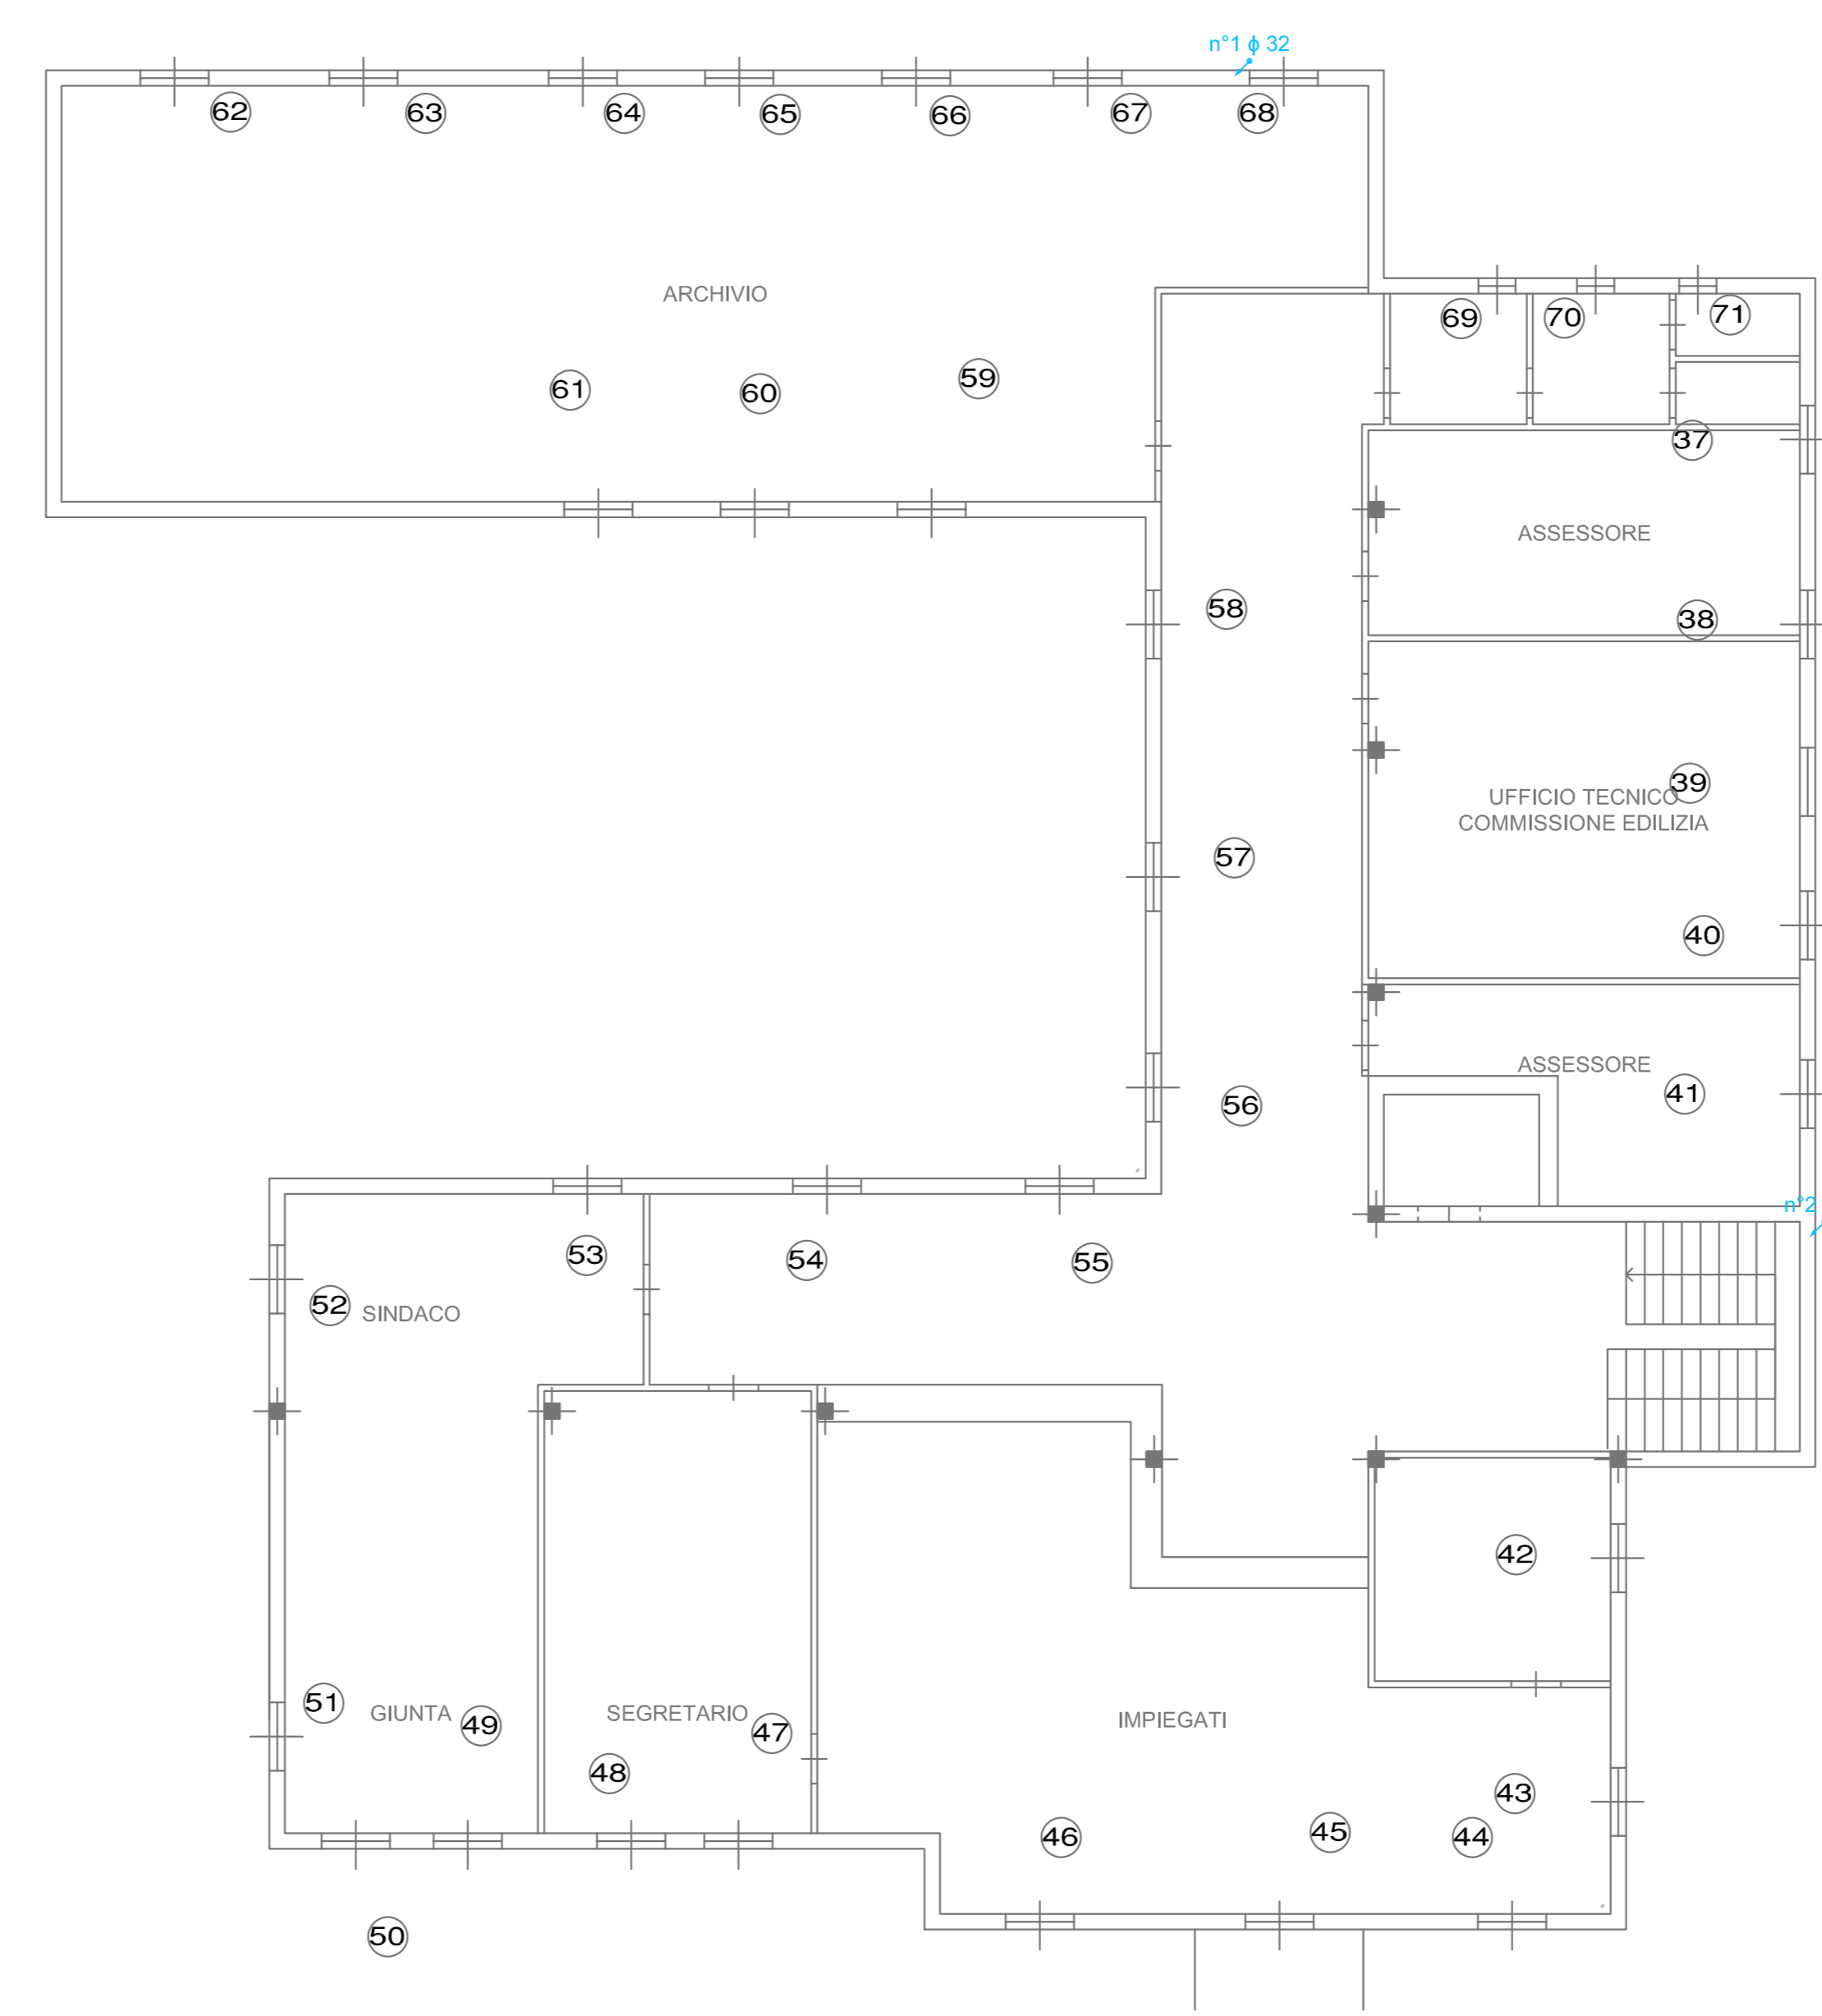 n°1 ϕ 32
62 63 64 65 66 67 68
ARCHIVIO
69 70 71
61 60 59
37
ASSESSORE
58 38
39
UFFICIO TECNICO
COMMISSIONE EDILIZIA
57
40
ASSESSORE
41
56
n°2
53 54 55
52 SINDACO
42
51 GIUNTA 49 SEGRETARIO 47 IMPIEGATI
48 43
46 45 44
50